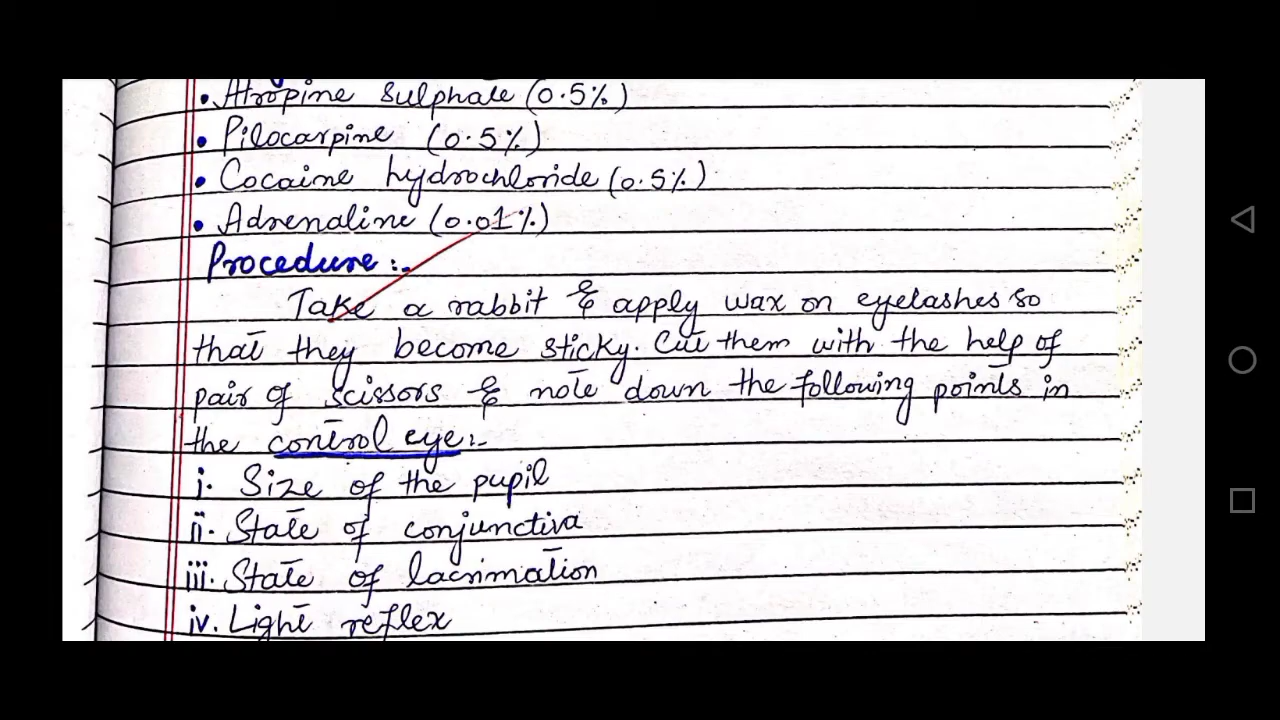 • Atropine sulphate (0.5%)
• Pilocarpine (0.5%)
• Cocaine hydrochloride (0.5%)
• Adrenaline (0.01%)
Procedure :-
Take a rabbit & apply wax on eyelashes so
that they become sticky. Cut them with the help of
pair of scissors & note down the following points in
the control eye:-
i. Size of the pupil
ii. State of conjunctiva
iii. State of lacrimation
iv. Light reflex